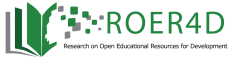 ROER4D
Research on Open Educational Resources for Development